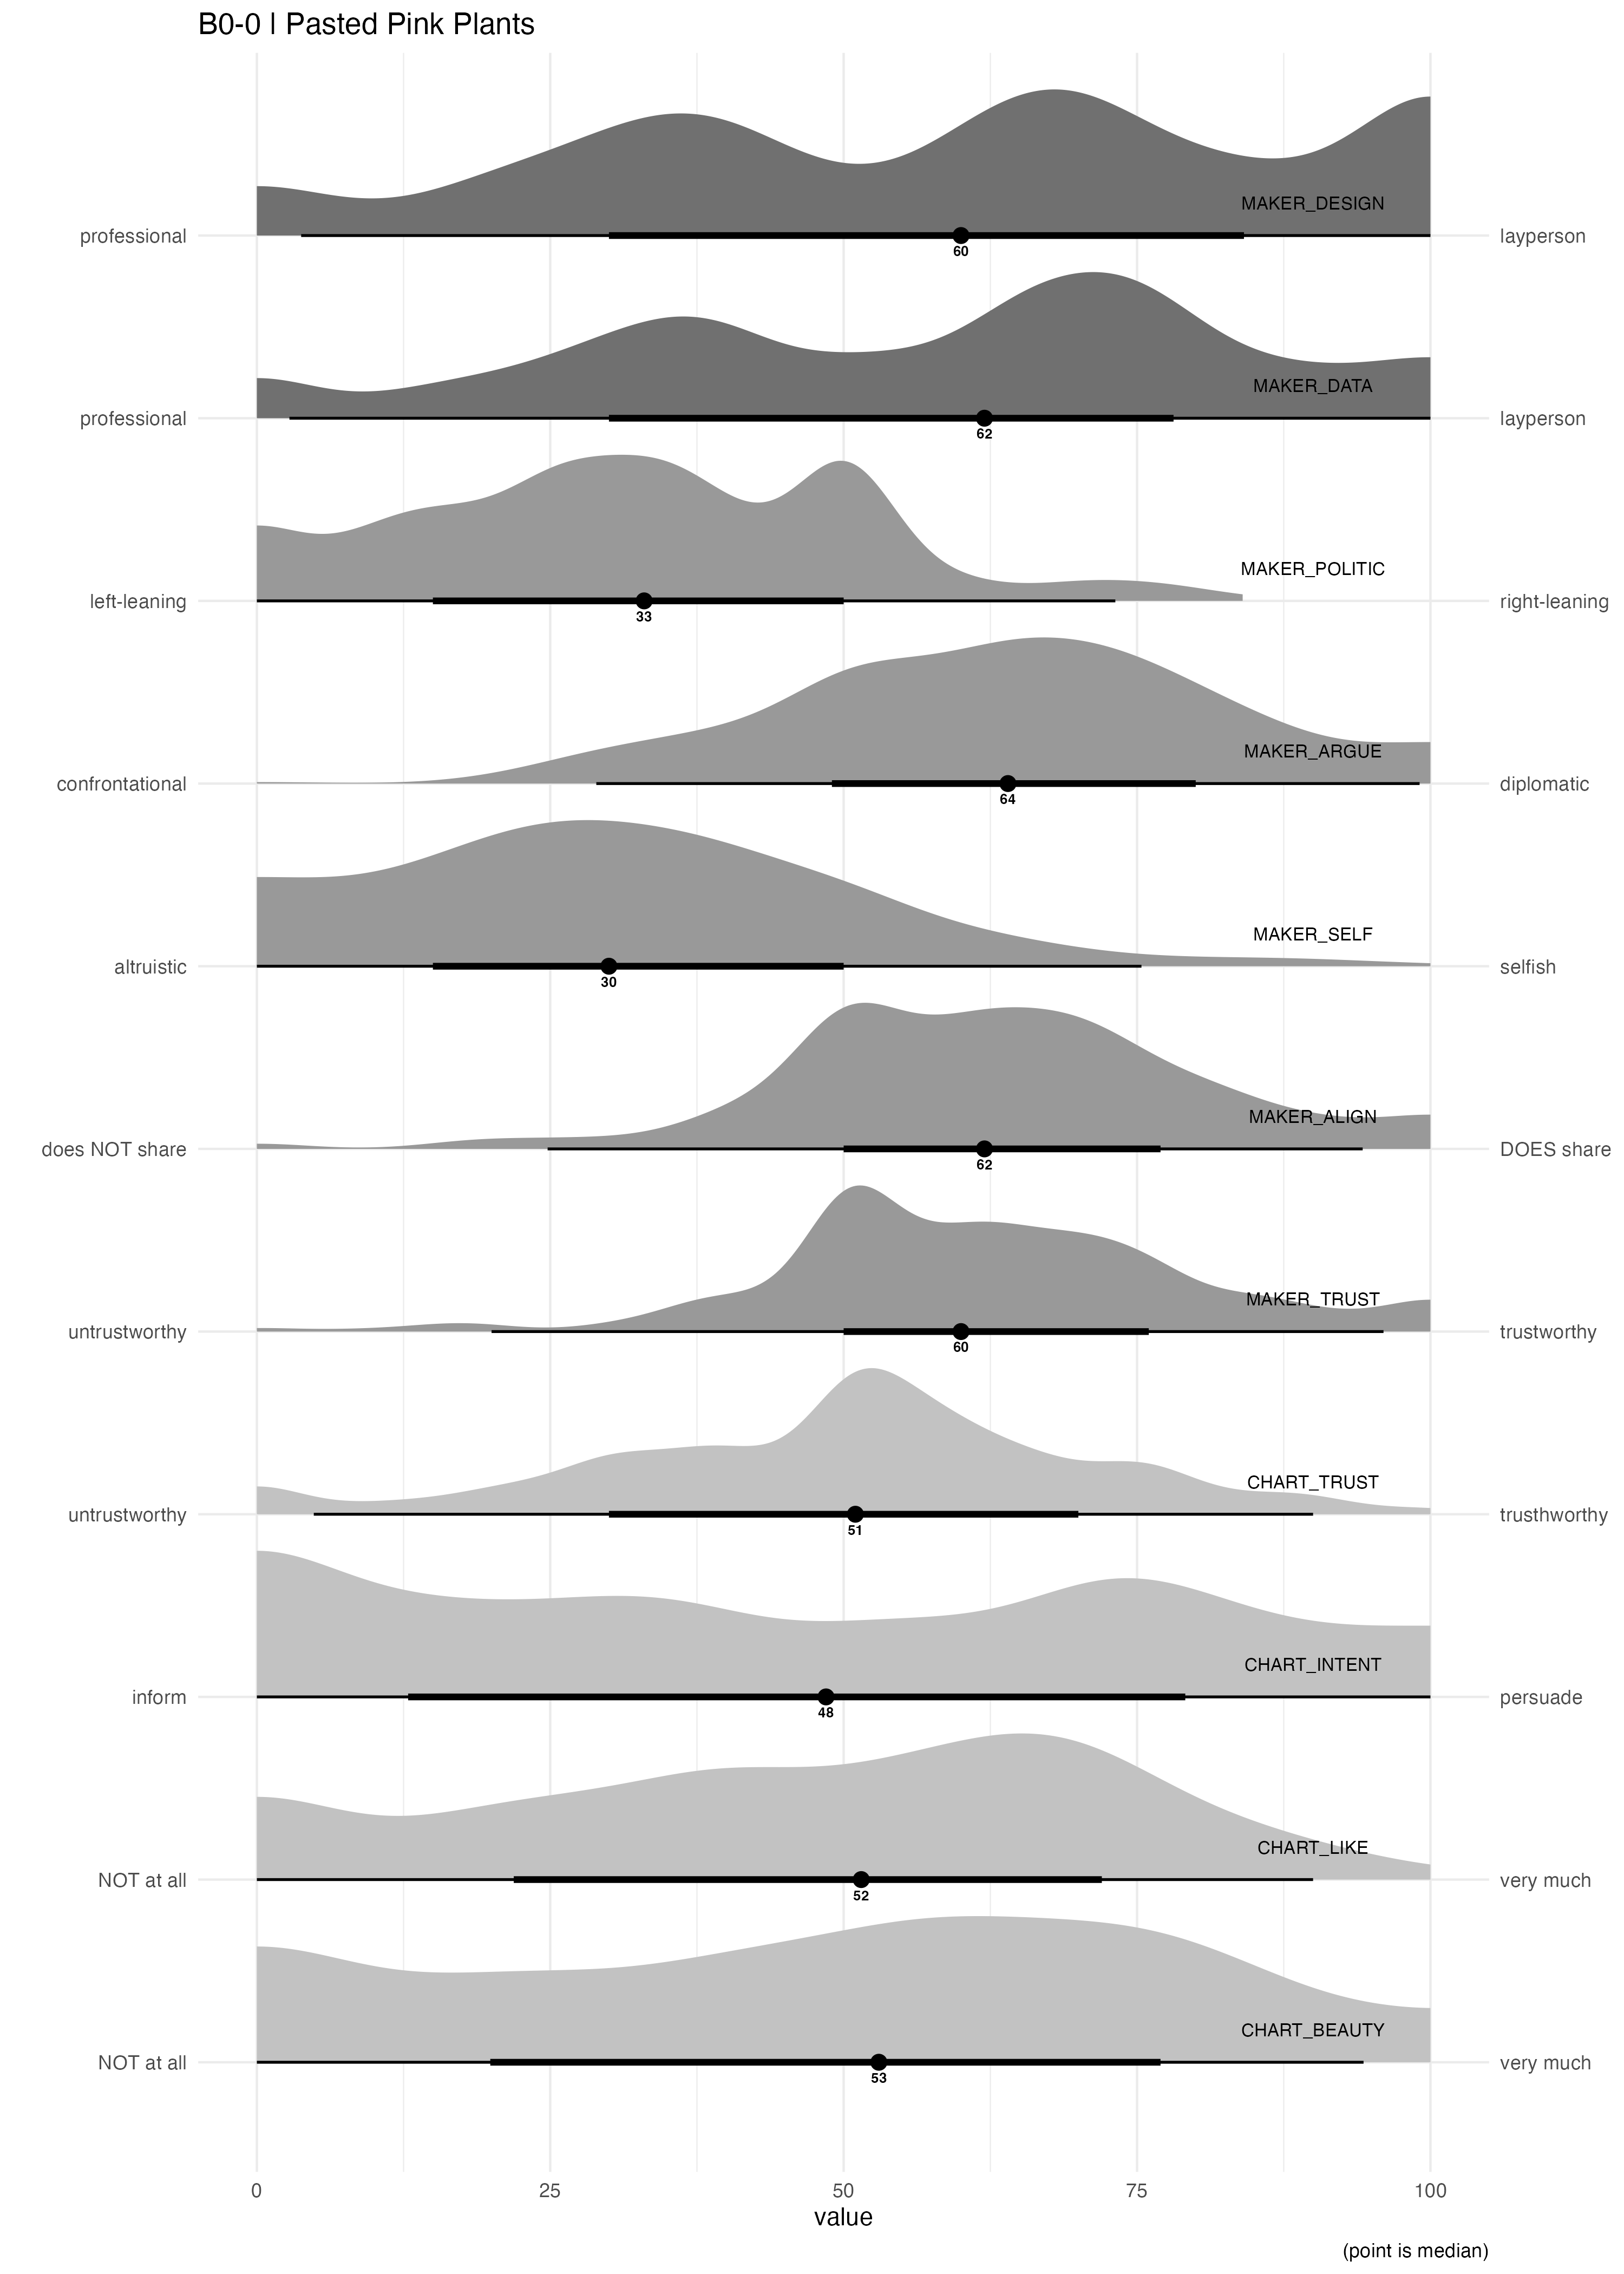 B0-0 | Pasted Pink Plants
MAKER_DESIGN
professional
layperson
60
MAKER_DATA
professional
layperson
62
MAKER_POLITIC
left-leaning
right-leaning
33
MAKER_ARGUE
confrontational
diplomatic
64
MAKER_SELF
altruistic
selfish
30
MAKER_ALIGN
does NOT share
DOES share
62
MAKER_TRUST
untrustworthy
trustworthy
60
CHART_TRUST
untrustworthy
trusthworthy
51
CHART_INTENT
inform
persuade
48
CHART_LIKE
NOT at all
very much
52
CHART_BEAUTY
NOT at all
very much
53
0 25 50 75 100
value
(point is median)